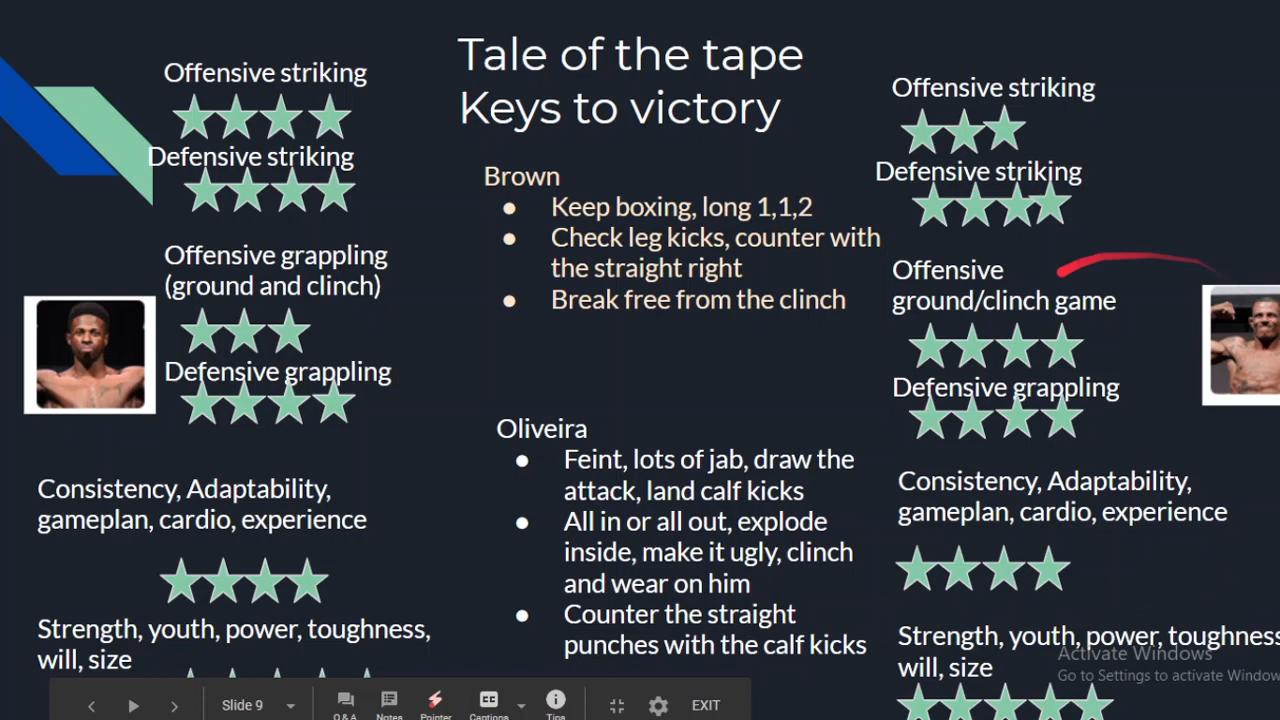 Tale of the tape
Keys to victory
Offensive striking
Defensive striking
Offensive grappling
(ground and clinch)
Defensive grappling
Consistency, Adaptability,
gameplan, cardio, experience
Strength, youth, power, toughness,
will, size
Brown
● Keep boxing, long 1,1,2
● Check leg kicks, counter with
the straight right
● Break free from the clinch
Oliveira
● Feint, lots of jab, draw the
attack, land calf kicks
● All in or all out, explode
inside, make it ugly, clinch
and wear on him
● Counter the straight
punches with the calf kicks
Offensive striking
Defensive striking
Offensive
ground/clinch game
Defensive grappling
Consistency, Adaptability,
gameplan, cardio, experience
Strength, youth, power, toughness
will, size
Activate Windows
Go to Settings to activate Window
Slide 9
Q&A
Notes
Pointer
CC
Captions
Tips
EXIT